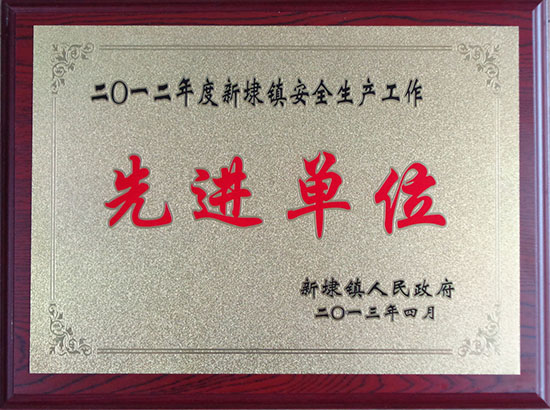 二〇一二年度新埭镇安全生产工作
先进单位
新埭镇人民政府
二〇一三年四月